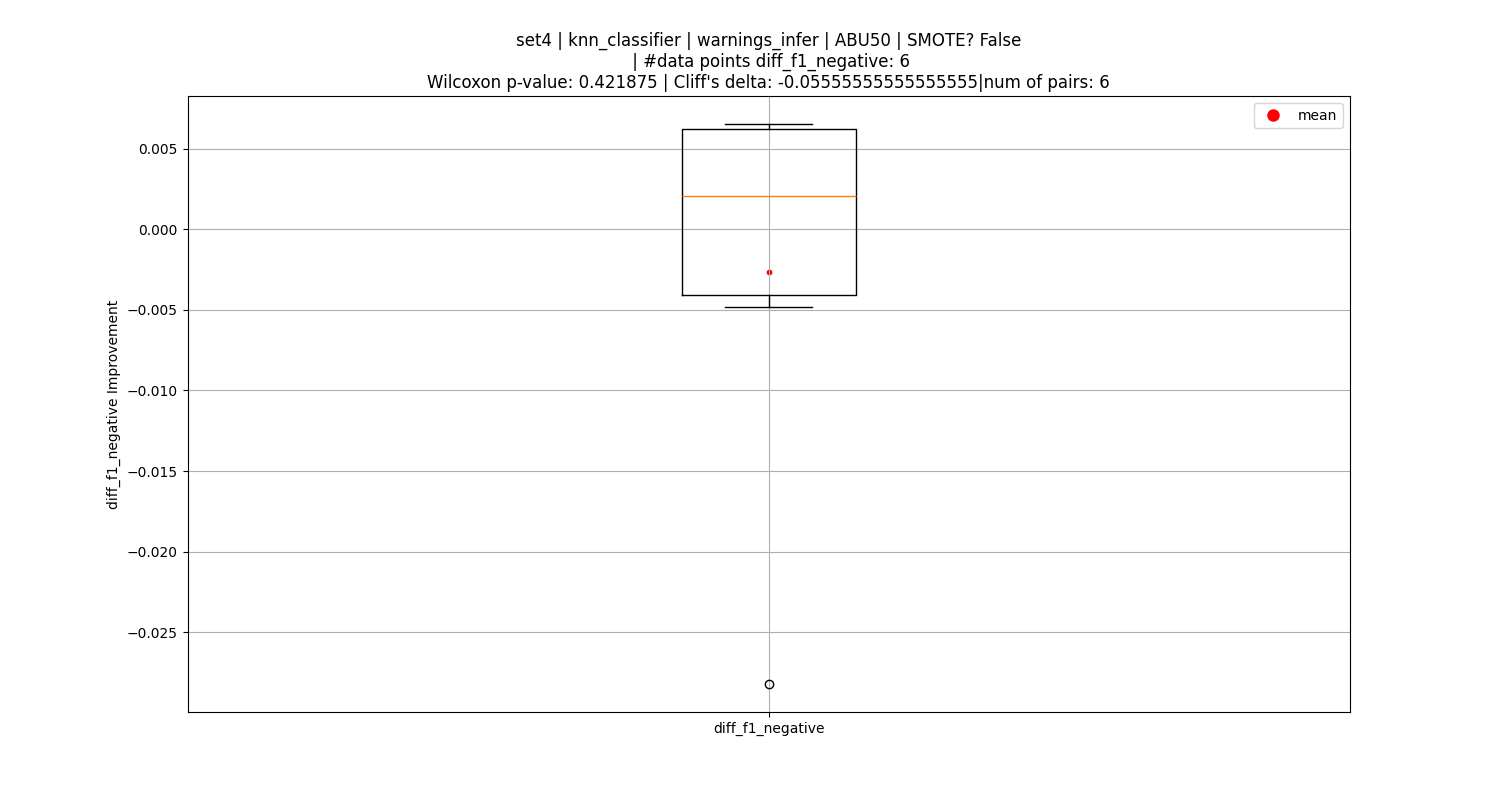 set4 | knn_classifier | warnings_infer | ABU50 | SMOTE? False
| #data points diff_f1_negative: 6
Wilcoxon p-value: 0.421875 | Cliff's delta: -0.05555555555555555|num of pairs: 6
mean
0.005
0.000
−0.005
−0.010
−0.015
−0.020
−0.025
diff_f1_negative Improvement
diff_f1_negative